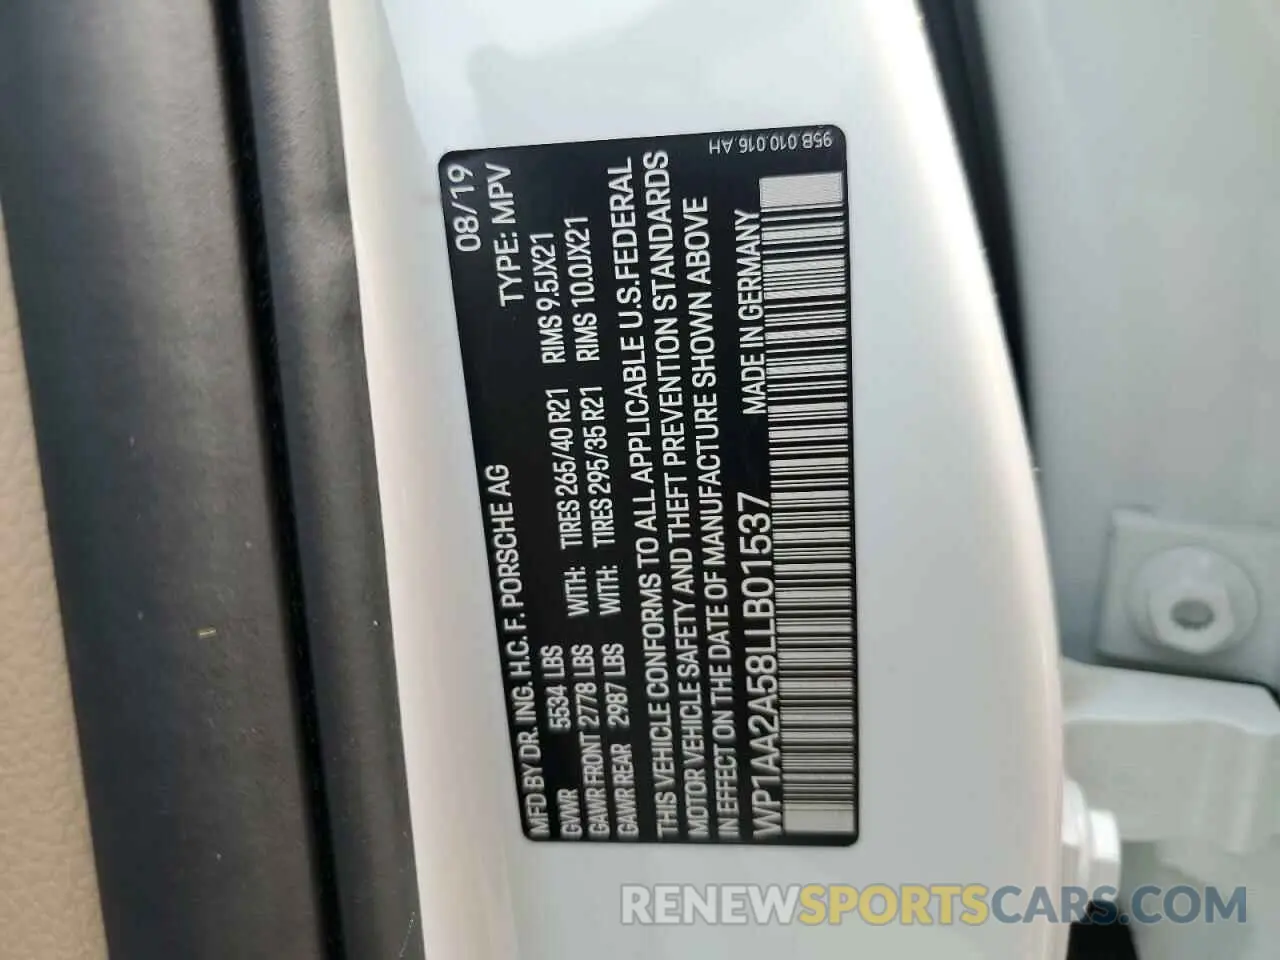 MFD BY DR. ING. H.C. F. PORSCHE AG 08/19
GVWR 5534 LBS TYPE: MPV
GAWR FRONT 2778 LBS WITH: TIRES 265/40 R21 RIMS 9.5JX21
GAWR REAR 2987 LBS WITH: TIRES 295/35 R21 RIMS 10.0JX21
THIS VEHICLE CONFORMS TO ALL APPLICABLE U.S.FEDERAL
MOTOR VEHICLE SAFETY AND THEFT PREVENTION STANDARDS
IN EFFECT ON THE DATE OF MANUFACTURE SHOWN ABOVE
WP1AA2A58LLB01537 MADE IN GERMANY
95B.010.016.AH
RENEWSPORTSCARS.COM